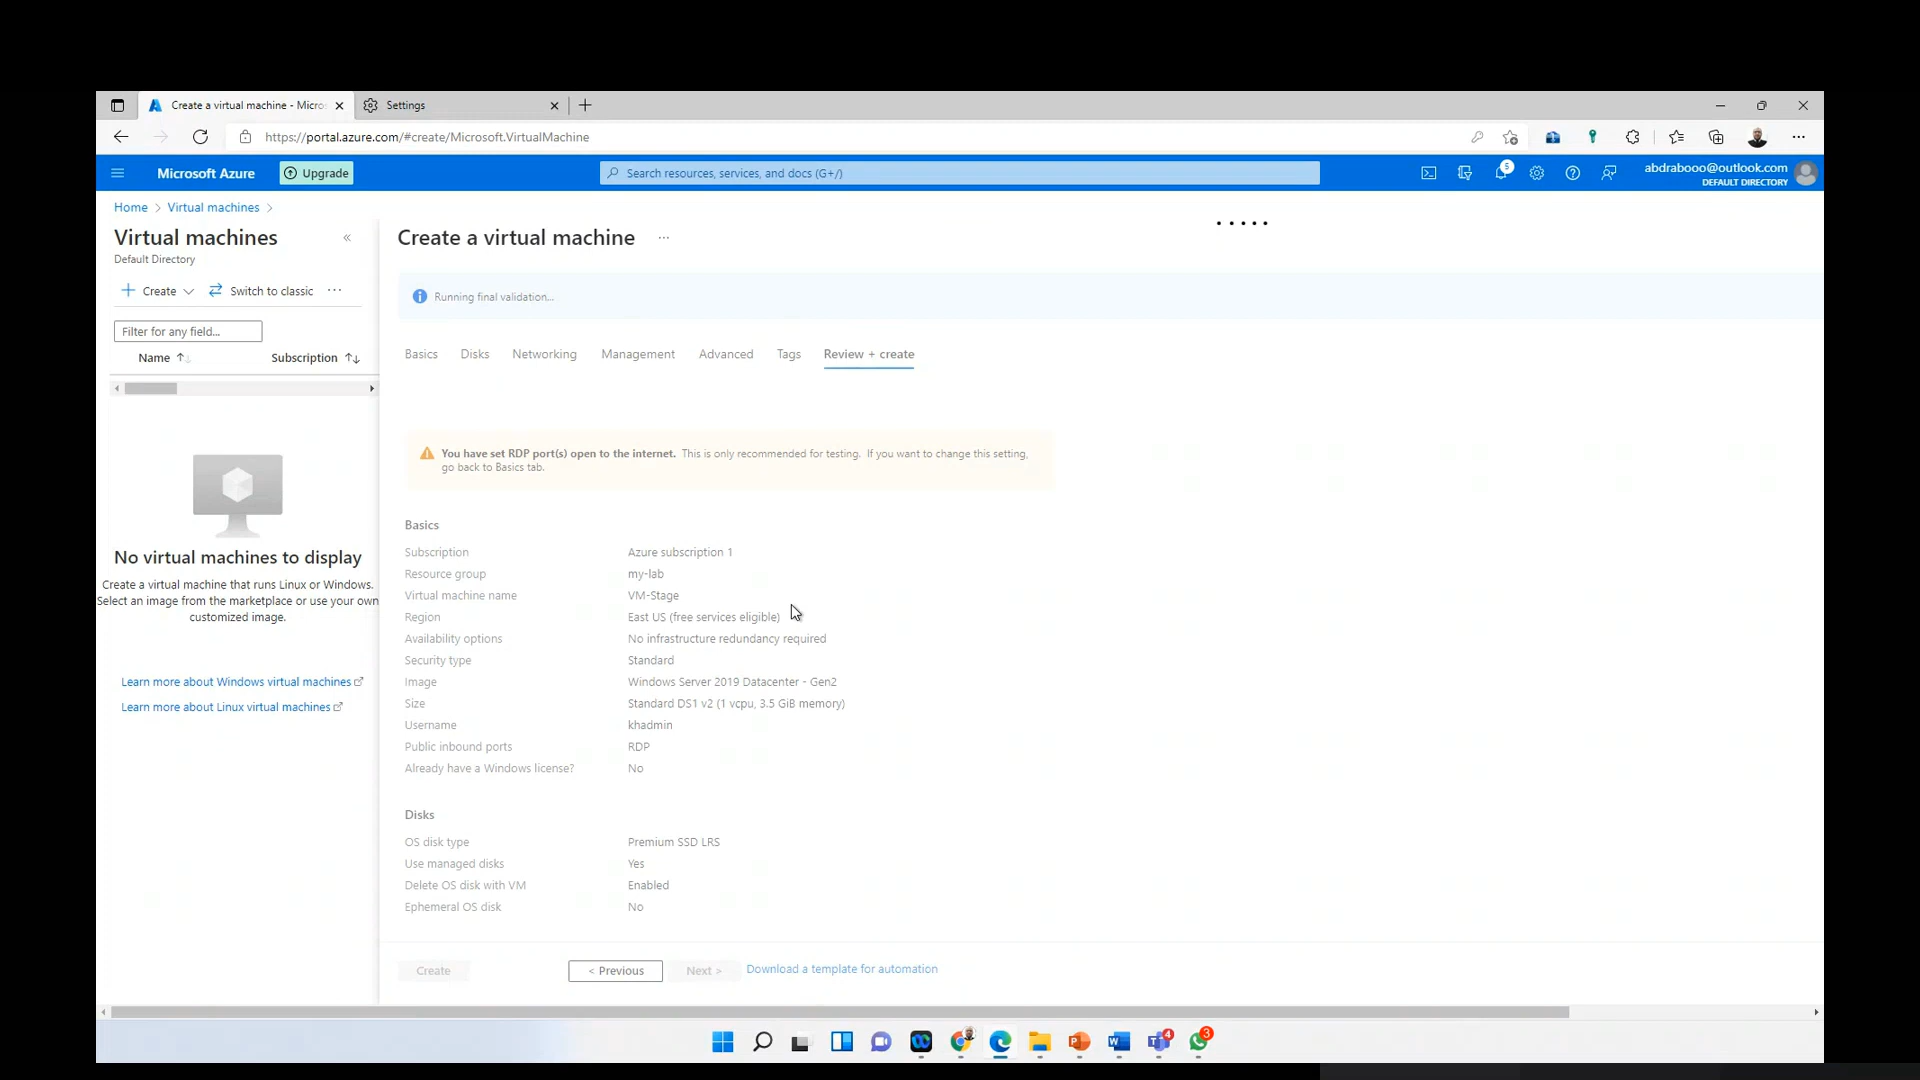 Create a virtual machine - Micro
Settings
https://portal.azure.com/#create/Microsoft.VirtualMachine
Microsoft Azure
Upgrade
Search resources, services, and docs (G+/)
5
abdrabooo@outlook.com
DEFAULT DIRECTORY
Home > Virtual machines >
Virtual machines
«
Default Directory
+ Create
Switch to classic
...
Filter for any field...
Name ↑↓
Subscription ↑↓
No virtual machines to display
Create a virtual machine that runs Linux or Windows.
Select an image from the marketplace or use your own
customized image.
Learn more about Windows virtual machines
Learn more about Linux virtual machines
Create a virtual machine ...
Running final validation...
Basics Disks Networking Management Advanced Tags Review + create
You have set RDP port(s) open to the internet. This is only recommended for testing. If you want to change this setting,
go back to Basics tab.
Basics
Subscription Azure subscription 1
Resource group my-lab
Virtual machine name VM-Stage
Region East US (free services eligible)
Availability options No infrastructure redundancy required
Security type Standard
Image Windows Server 2019 Datacenter - Gen2
Size Standard DS1 v2 (1 vcpu, 3.5 GiB memory)
Username khadmin
Public inbound ports RDP
Already have a Windows license? No
Disks
OS disk type Premium SSD LRS
Use managed disks Yes
Delete OS disk with VM Enabled
Ephemeral OS disk No
Create
< Previous
Next >
Download a template for automation
4
3